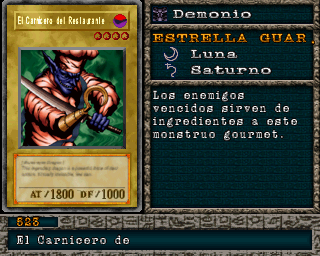 El Carnicero del Restaurante
AT/1800 DF/1000
Demonio
ESTRELLA GUAR.
Luna
Saturno
Los enemigos
vencidos sirven de
ingredientes a este
monstruo gourmet.
523
El Carnicero de